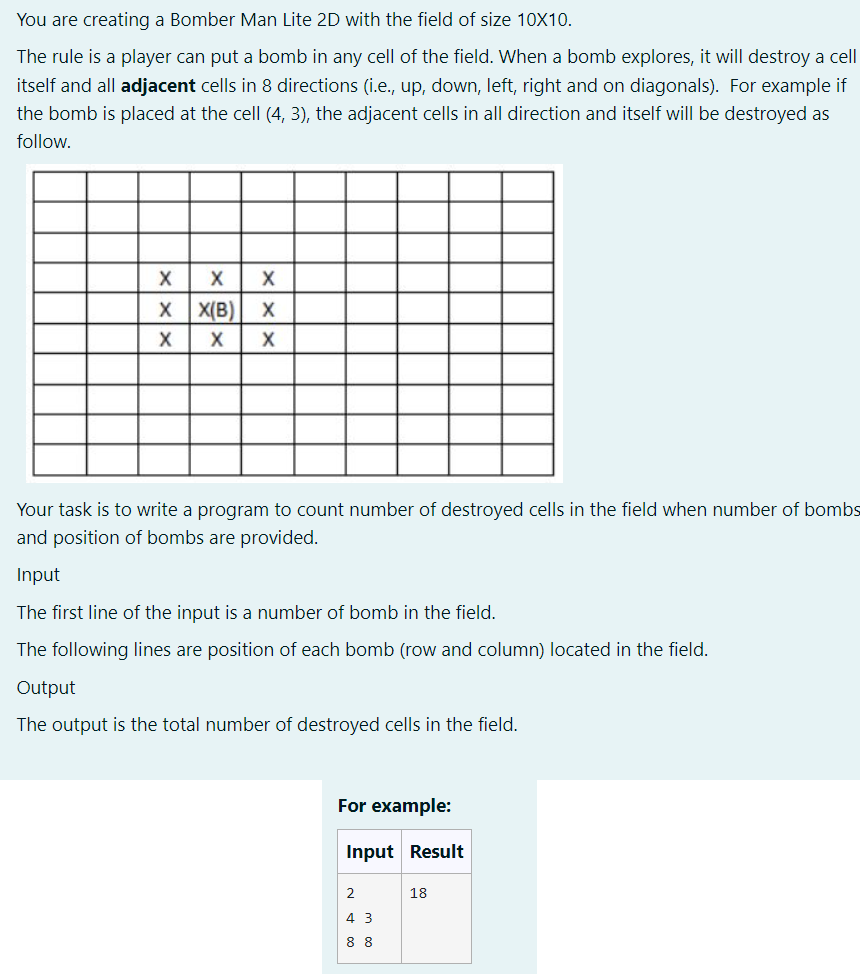 You are creating a Bomber Man Lite 2D with the field of size 10X10.
The rule is a player can put a bomb in any cell of the field. When a bomb explores, it will destroy a cell
itself and all adjacent cells in 8 directions (i.e., up, down, left, right and on diagonals). For example if
the bomb is placed at the cell (4, 3), the adjacent cells in all direction and itself will be destroyed as
follow.
X X X
X X(B) X
X X X
Your task is to write a program to count number of destroyed cells in the field when number of bombs
and position of bombs are provided.
Input
The first line of the input is a number of bomb in the field.
The following lines are position of each bomb (row and column) located in the field.
Output
The output is the total number of destroyed cells in the field.
For example:
Input Result
2 18
4 3
8 8